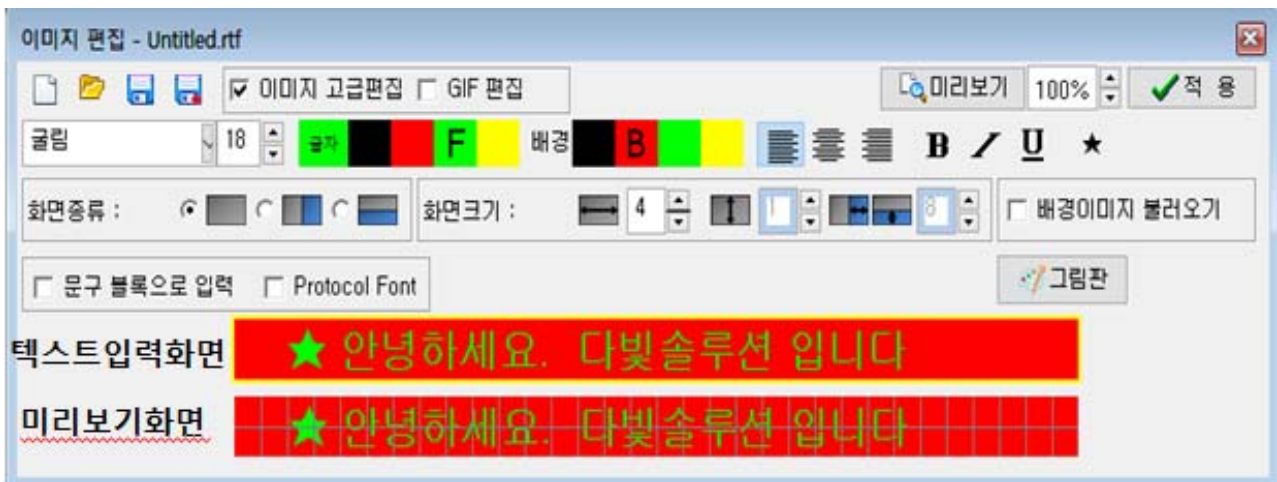 이미지 편집 - Untitled.rtf
이미지 고급편집 GIF 편집 미리보기 100% 적 용
굴림 18 글자 F 배경 B B I U ★
화면종류 : 화면크기 : 4 1 8 배경이미지 불러오기
문구 블록으로 입력 Protocol Font 그림판
텍스트입력화면 ★ 안녕하세요. 다빛솔루션 입니다
미리보기화면 ★ 안녕하세요. 다빛솔루션 입니다